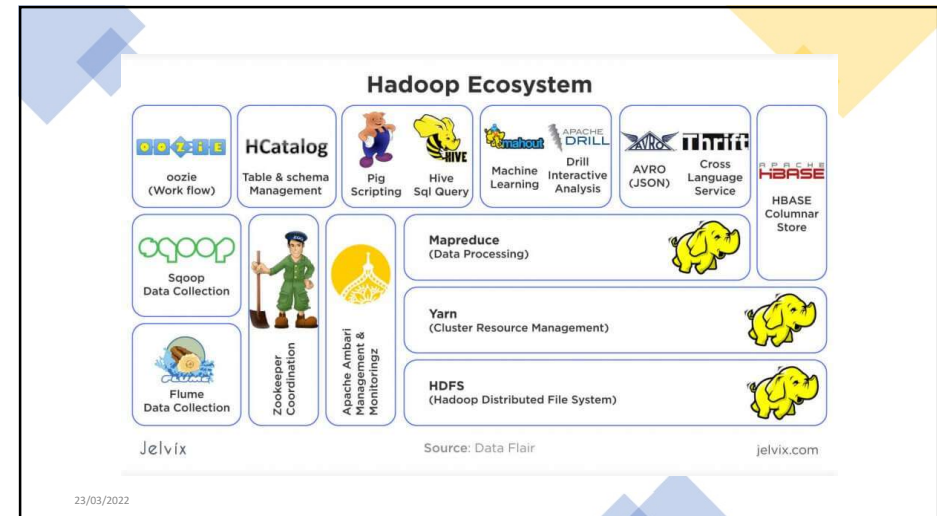 Hadoop Ecosystem
OOZIE
oozie
(Work flow)
HCatalog
Table & schema
Management
Pig
Scripting
HIVE
Hive
Sql Query
mahout
Machine
Learning
APACHE
DRILL
Drill
Interactive
Analysis
AVRO
AVRO
(JSON)
Thrift
Cross
Language
Service
APACHE
HBASE
HBASE
Columnar
Store
sqoop
Sqoop
Data Collection
Zookeeper
Coordination
Apache Ambari
Management &
Monitoringz
Mapreduce
(Data Processing)
Yarn
(Cluster Resource Management)
FLUME
Flume
Data Collection
HDFS
(Hadoop Distributed File System)
Jelvix
Source: Data Flair
jelvix.com
23/03/2022